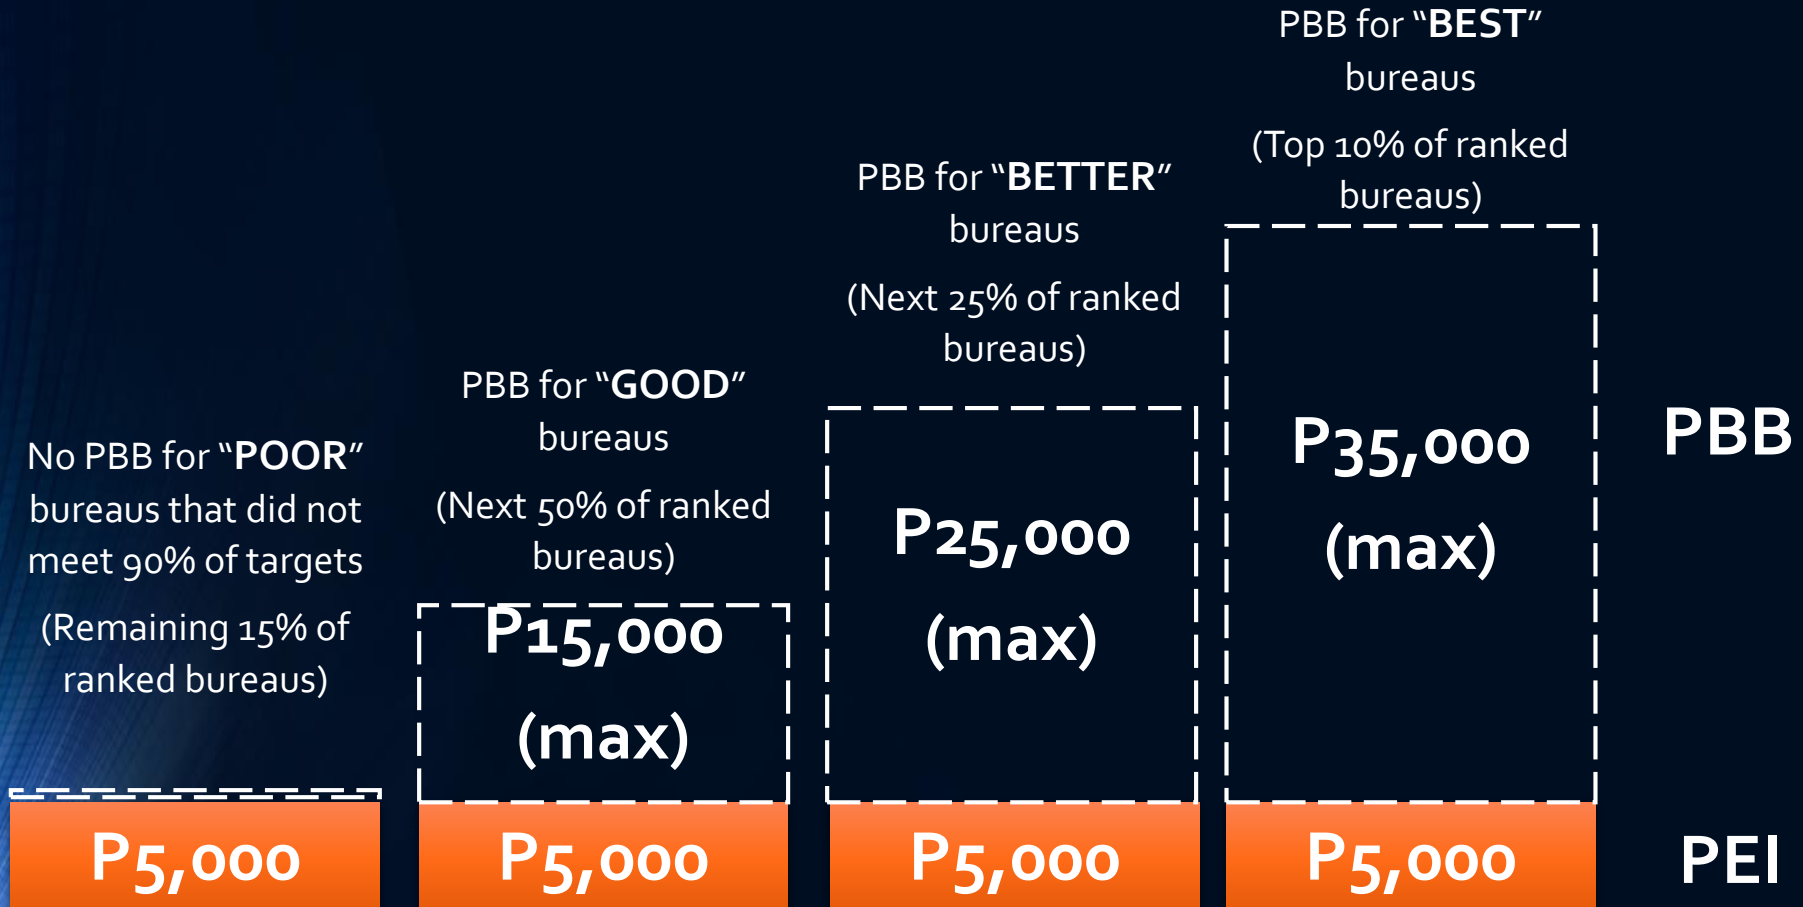 No PBB for “POOR”
bureaus that did not
meet 90% of targets
(Remaining 15% of
ranked bureaus)
P5,000
PBB for “GOOD”
bureaus
(Next 50% of ranked
bureaus)
P15,000
(max)
P5,000
PBB for “BETTER”
bureaus
(Next 25% of ranked
bureaus)
P25,000
(max)
P5,000
PBB for “BEST”
bureaus
(Top 10% of ranked
bureaus)
P35,000
(max)
P5,000
PBB
PEI